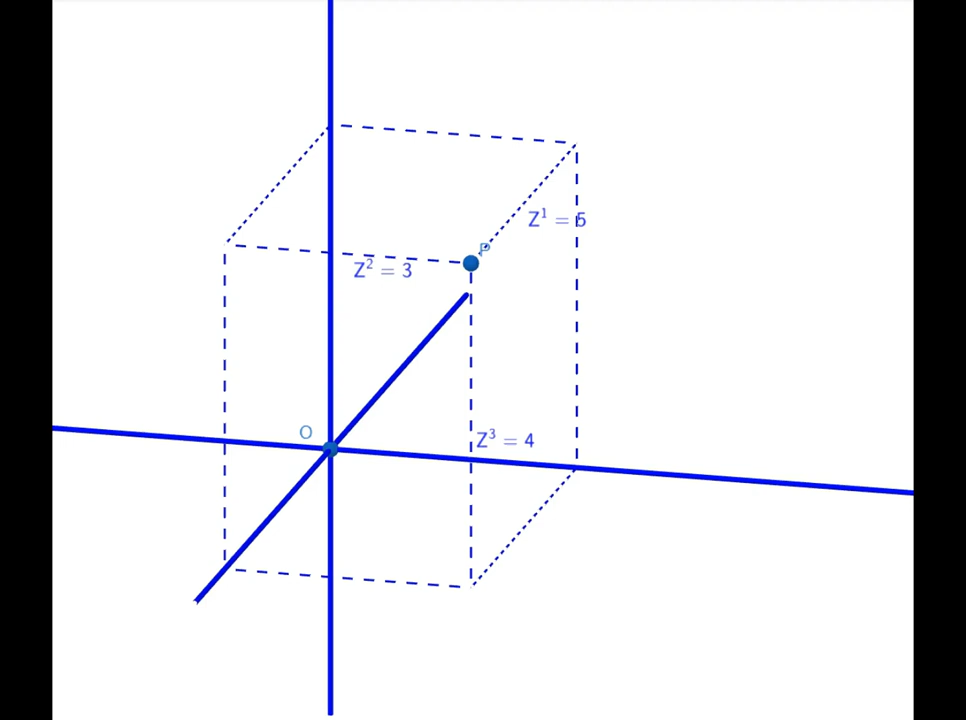 Z¹ = 5
P
Z² = 3
O
Z³ = 4